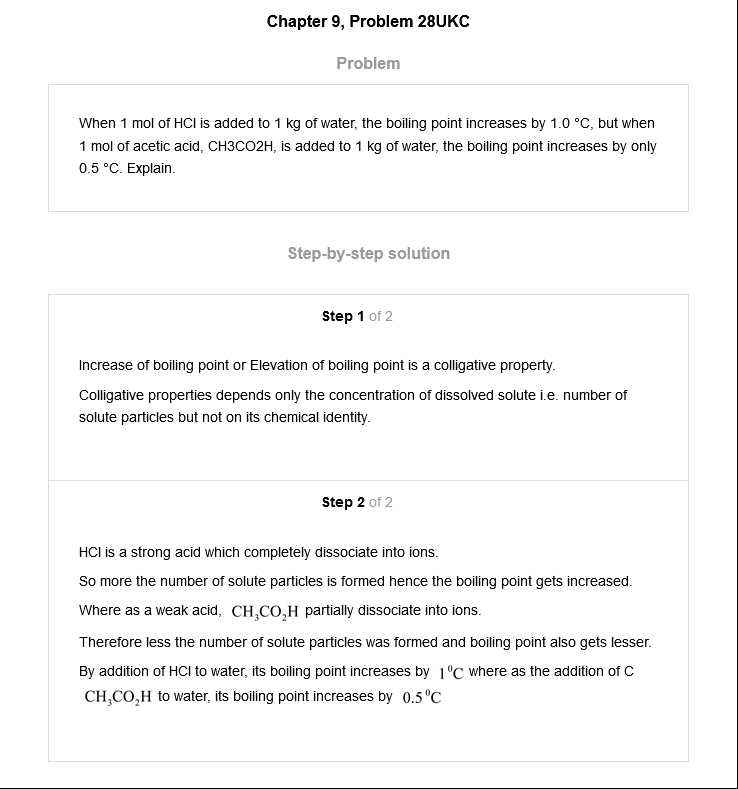 Chapter 9, Problem 28UKC
Problem
When 1 mol of HCl is added to 1 kg of water, the boiling point increases by 1.0 °C, but when
1 mol of acetic acid, CH3CO2H, is added to 1 kg of water, the boiling point increases by only
0.5 °C. Explain.
Step-by-step solution
Step 1 of 2
Increase of boiling point or Elevation of boiling point is a colligative property.
Colligative properties depends only the concentration of dissolved solute i.e. number of
solute particles but not on its chemical identity.
Step 2 of 2
HCl is a strong acid which completely dissociate into ions.
So more the number of solute particles is formed hence the boiling point gets increased.
Where as a weak acid, CH₃CO₂H partially dissociate into ions.
Therefore less the number of solute particles was formed and boiling point also gets lesser.
By addition of HCl to water, its boiling point increases by 1⁰C where as the addition of C
CH₃CO₂H to water, its boiling point increases by 0.5⁰C